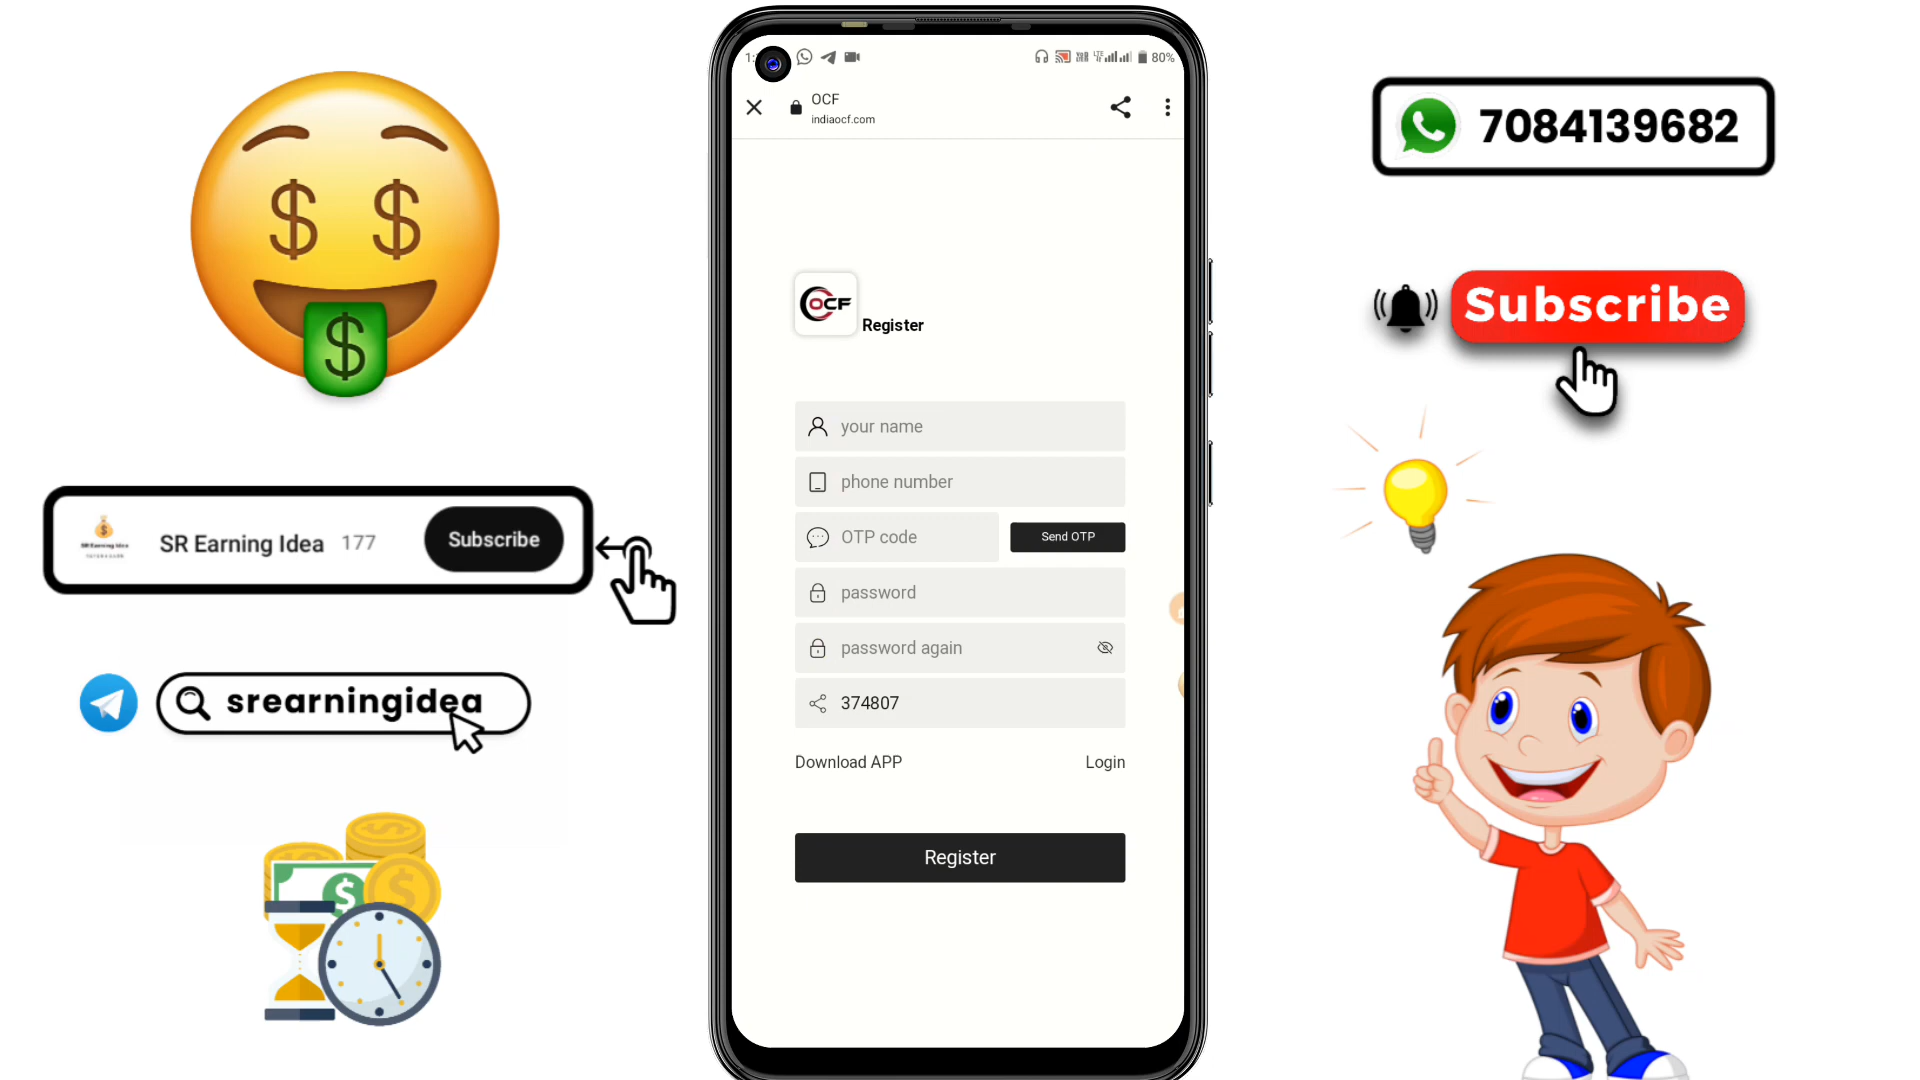 80%
OCF
indiaocf.com
OCF
Register
your name
phone number
OTP code
Send OTP
password
password again
374807
Download APP
Login
Register
SR Earning Idea 177
Subscribe
srearningidea
7084139682
Subscribe